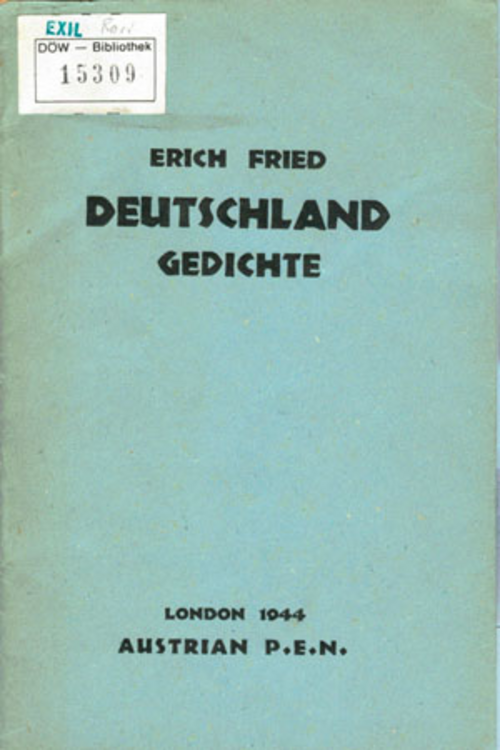 EXIL
DÖW — Bibliothek
15309
ERICH FRIED
DEUTSCHLAND
GEDICHTE
LONDON 1944
AUSTRIAN P.E.N.